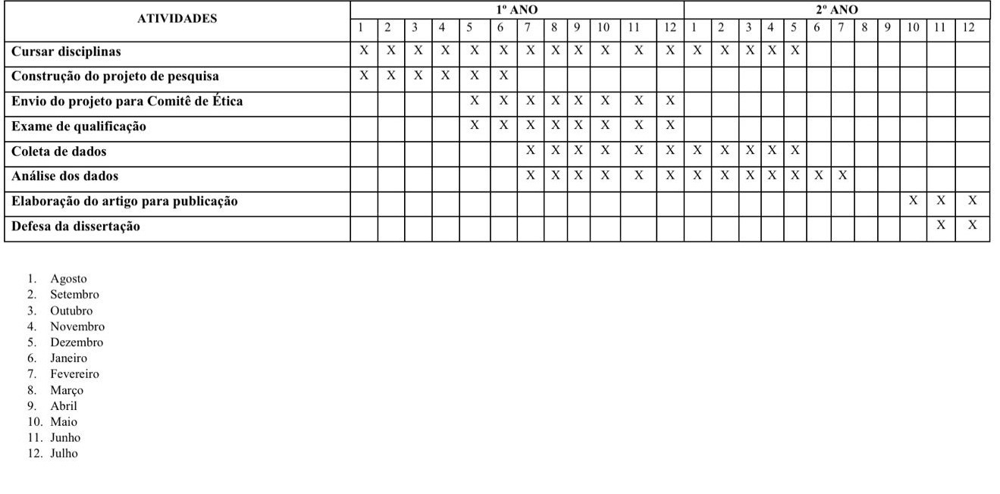 ATIVIDADES 1º ANO 2º ANO
1 2 3 4 5 6 7 8 9 10 11 12 1 2 3 4 5 6 7 8 9 10 11 12
Cursar disciplinas X X X X X X X X X X X X X X X X X
Construção do projeto de pesquisa X X X X X X
Envio do projeto para Comitê de Ética X X X X X X X X
Exame de qualificação X X X X X X X X
Coleta de dados X X X X X X X X X X X
Análise dos dados X X X X X X X X X X X X X
Elaboração do artigo para publicação X X X
Defesa da dissertação X X
1. Agosto
2. Setembro
3. Outubro
4. Novembro
5. Dezembro
6. Janeiro
7. Fevereiro
8. Março
9. Abril
10. Maio
11. Junho
12. Julho